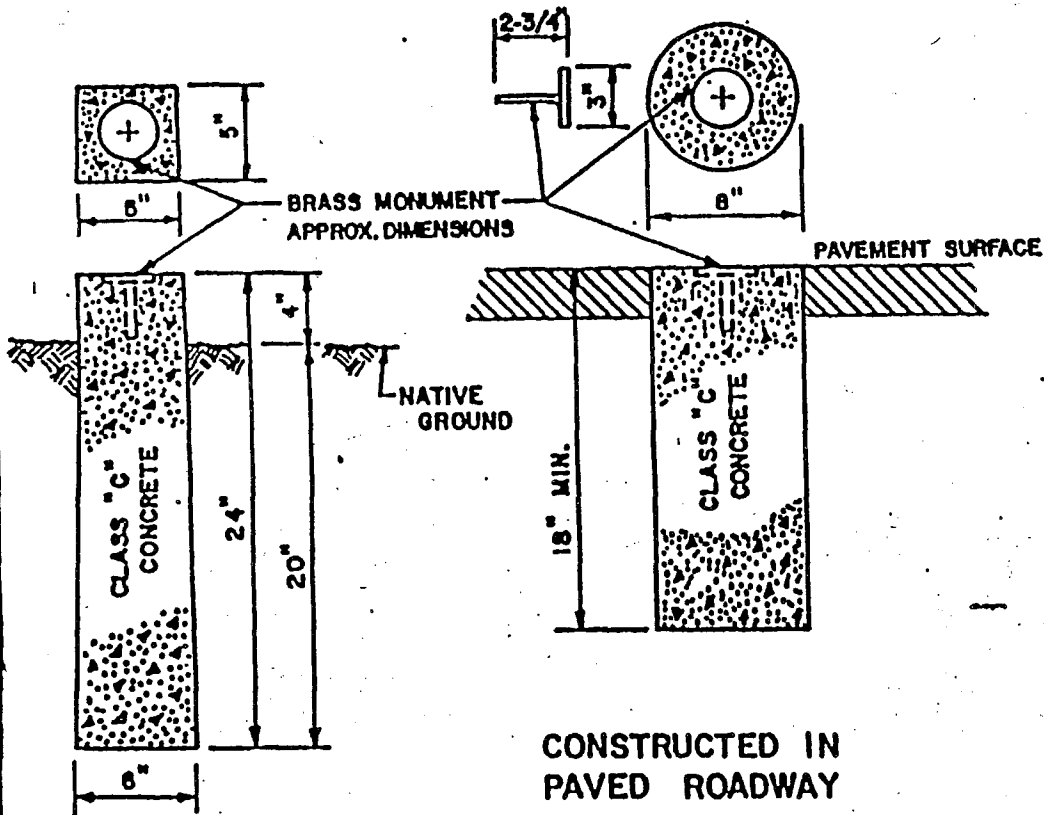 2-3/4"
3"
5"
5"
8"
BRASS MONUMENT
APPROX. DIMENSIONS
PAVEMENT SURFACE
4"
NATIVE
GROUND
CLASS "C"
CONCRETE
24"
20"
6"
18" MIN.
CLASS "C"
CONCRETE
CONSTRUCTED IN
PAVED ROADWAY